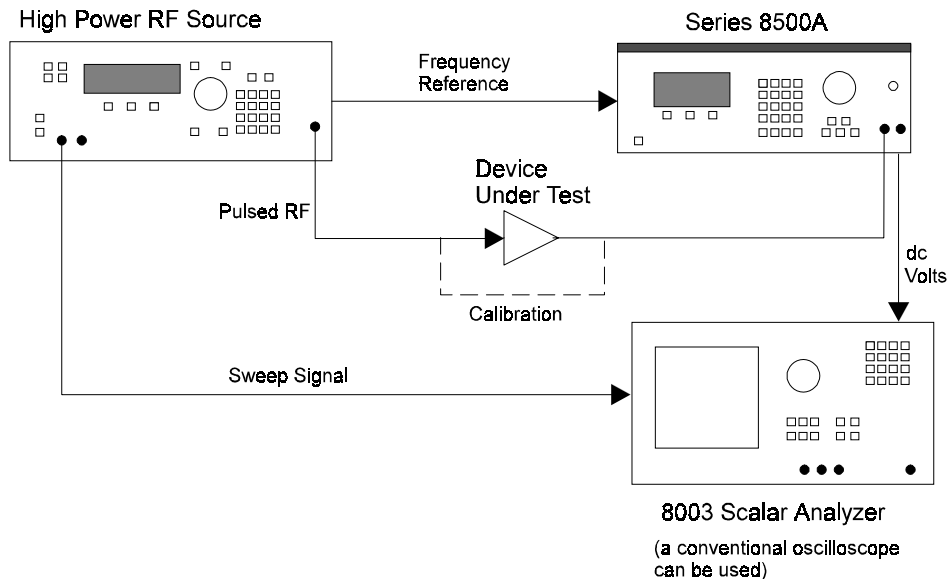 High Power RF Source
Series 8500A
Frequency
Reference
Device
Under Test
Pulsed RF
dc
Volts
Calibration
Sweep Signal
8003 Scalar Analyzer
(a conventional oscilloscope
can be used)